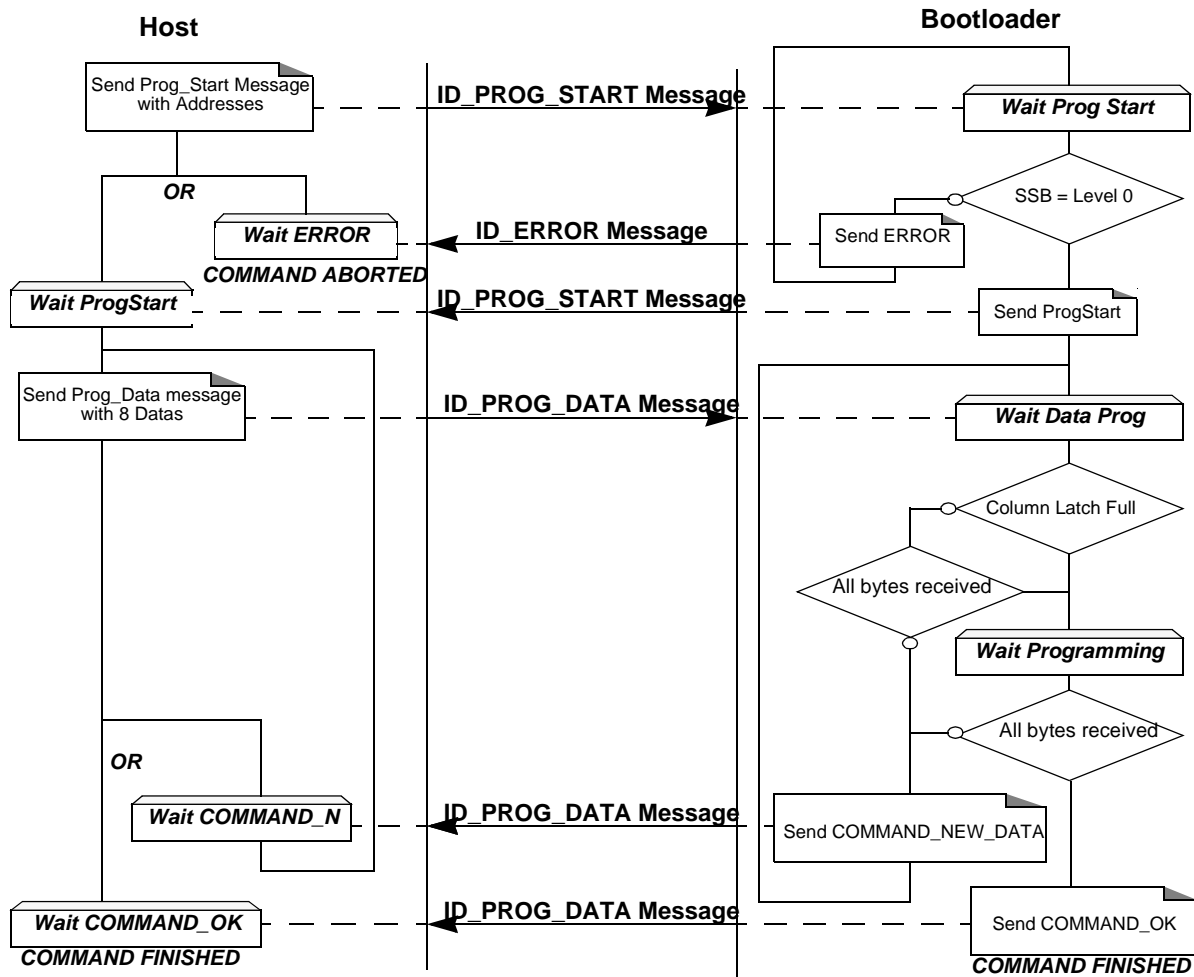 Host
Bootloader
Send Prog_Start Message
with Addresses
ID_PROG_START Message
Wait Prog Start
OR
SSB = Level 0
Wait ERROR
ID_ERROR Message
Send ERROR
COMMAND ABORTED
Wait ProgStart
ID_PROG_START Message
Send ProgStart
Send Prog_Data message
with 8 Datas
ID_PROG_DATA Message
Wait Data Prog
Column Latch Full
All bytes received
Wait Programming
All bytes received
OR
Wait COMMAND_N
ID_PROG_DATA Message
Send COMMAND_NEW_DATA
Wait COMMAND_OK
ID_PROG_DATA Message
Send COMMAND_OK
COMMAND FINISHED
COMMAND FINISHED